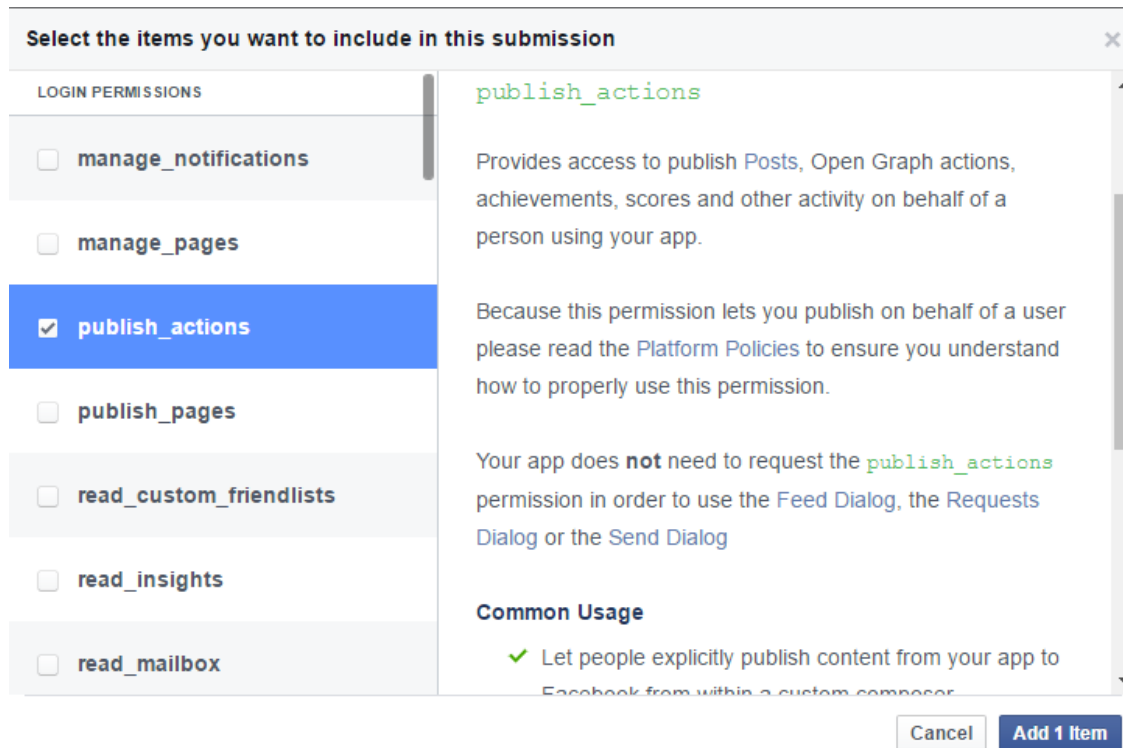 Select the items you want to include in this submission
LOGIN PERMISSIONS
manage_notifications
manage_pages
publish_actions
publish_pages
read_custom_friendlists
read_insights
read_mailbox
publish_actions
Provides access to publish Posts, Open Graph actions,
achievements, scores and other activity on behalf of a
person using your app.
Because this permission lets you publish on behalf of a user
please read the Platform Policies to ensure you understand
how to properly use this permission.
Your app does not need to request the publish_actions
permission in order to use the Feed Dialog, the Requests
Dialog or the Send Dialog
Common Usage
Let people explicitly publish content from your app to
Facebook from within a custom composer
Cancel
Add 1 Item